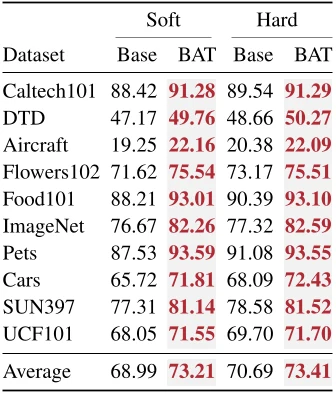 Soft Hard
Dataset Base BAT Base BAT
Caltech101 88.42 91.28 89.54 91.29
DTD 47.17 49.76 48.66 50.27
Aircraft 19.25 22.16 20.38 22.09
Flowers102 71.62 75.54 73.17 75.51
Food101 88.21 93.01 90.39 93.10
ImageNet 76.67 82.26 77.32 82.59
Pets 87.53 93.59 91.08 93.55
Cars 65.72 71.81 68.09 72.43
SUN397 77.31 81.14 78.58 81.52
UCF101 68.05 71.55 69.70 71.70
Average 68.99 73.21 70.69 73.41